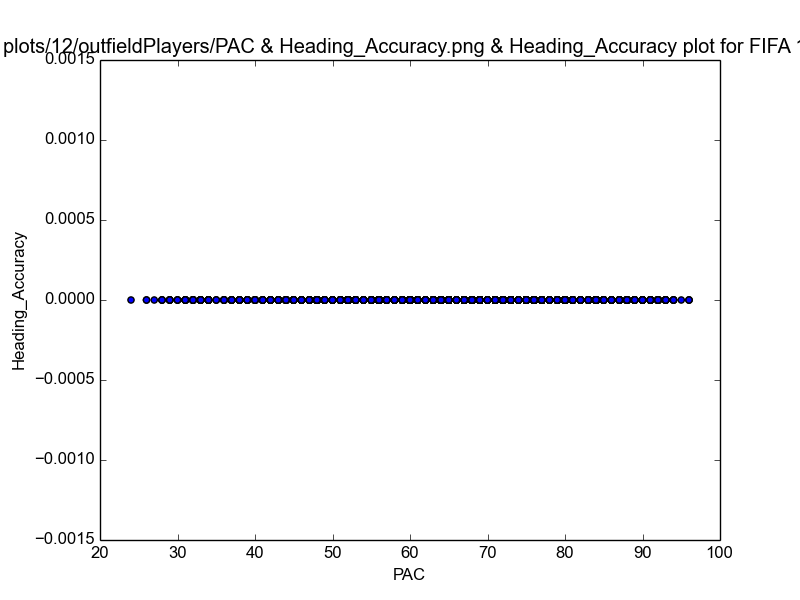 plots/12/outfieldPlayers/PAC & Heading_Accuracy.png & Heading_Accuracy plot for FIFA 1
0.0015
0.0010
0.0005
0.0000
−0.0005
−0.0010
−0.0015
Heading_Accuracy
20 30 40 50 60 70 80 90 100
PAC